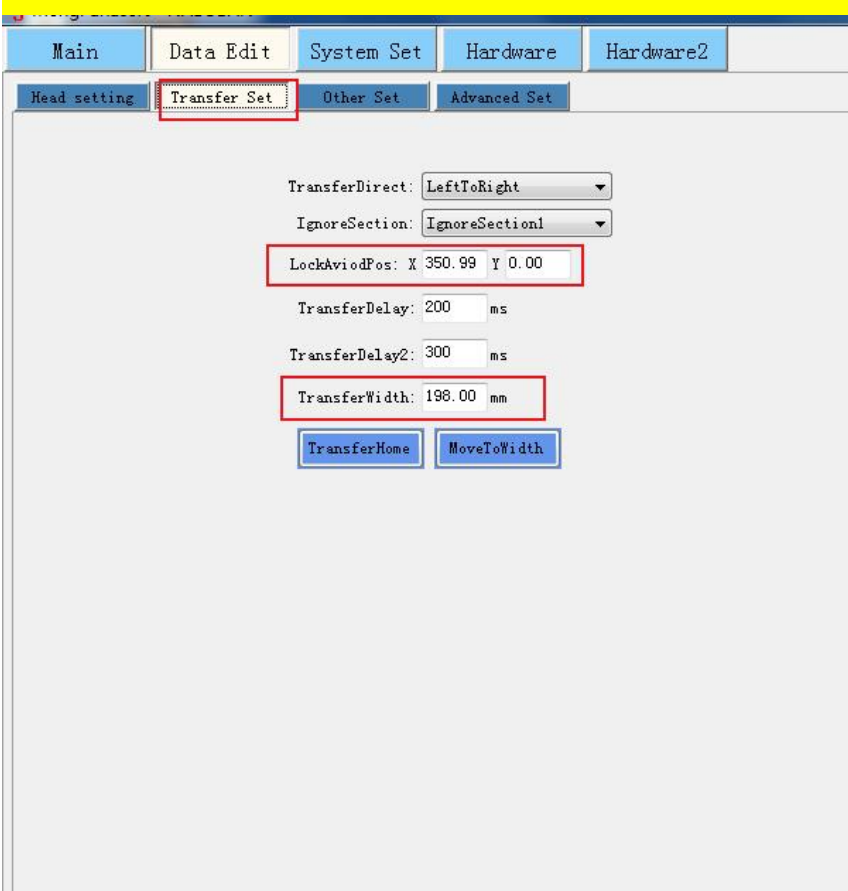 Main Data Edit System Set Hardware Hardware2
Head setting Transfer Set Other Set Advanced Set
TransferDirect: LeftToRight
IgnoreSection: IgnoreSection1
LockAviodPos: X 350.99 Y 0.00
TransferDelay: 200 ms
TransferDelay2: 300 ms
TransferWidth: 198.00 mm
TransferHome MoveToWidth